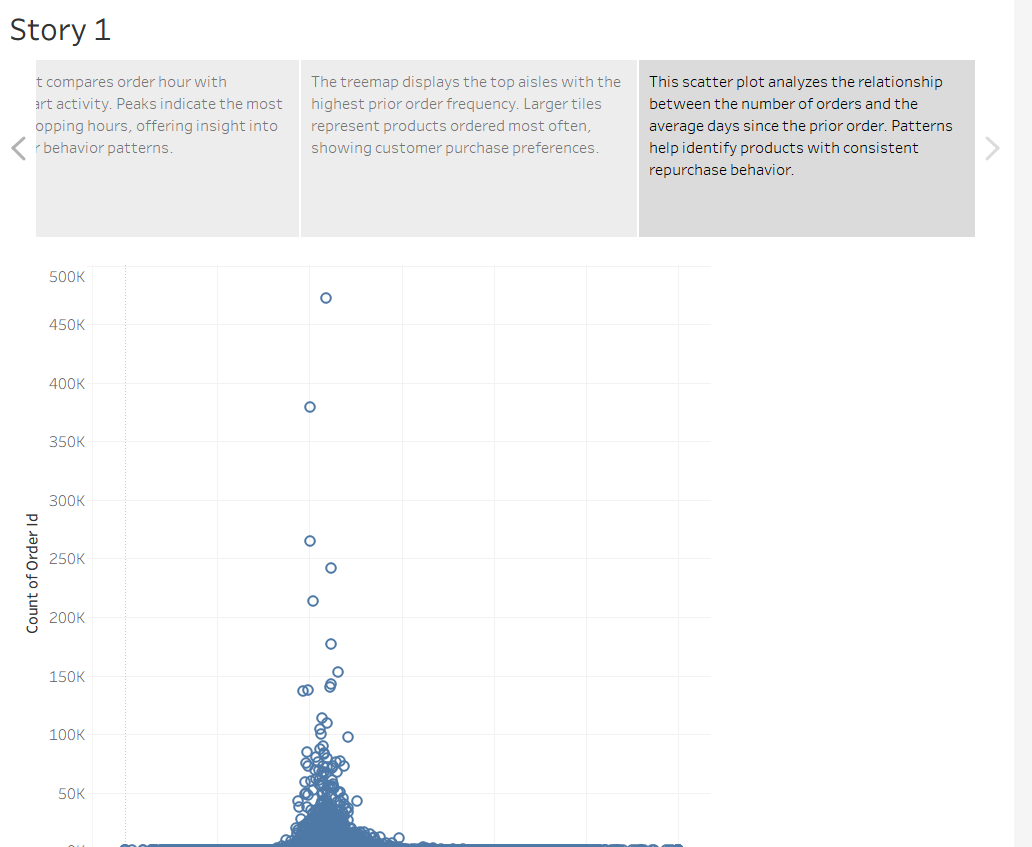 Story 1
t compares order hour with
art activity. Peaks indicate the most
opping hours, offering insight into
r behavior patterns.
The treemap displays the top aisles with the
highest prior order frequency. Larger tiles
represent products ordered most often,
showing customer purchase preferences.
This scatter plot analyzes the relationship
between the number of orders and the
average days since the prior order. Patterns
help identify products with consistent
repurchase behavior.
500K
450K
400K
350K
300K
250K
200K
150K
100K
50K
Count of Order Id